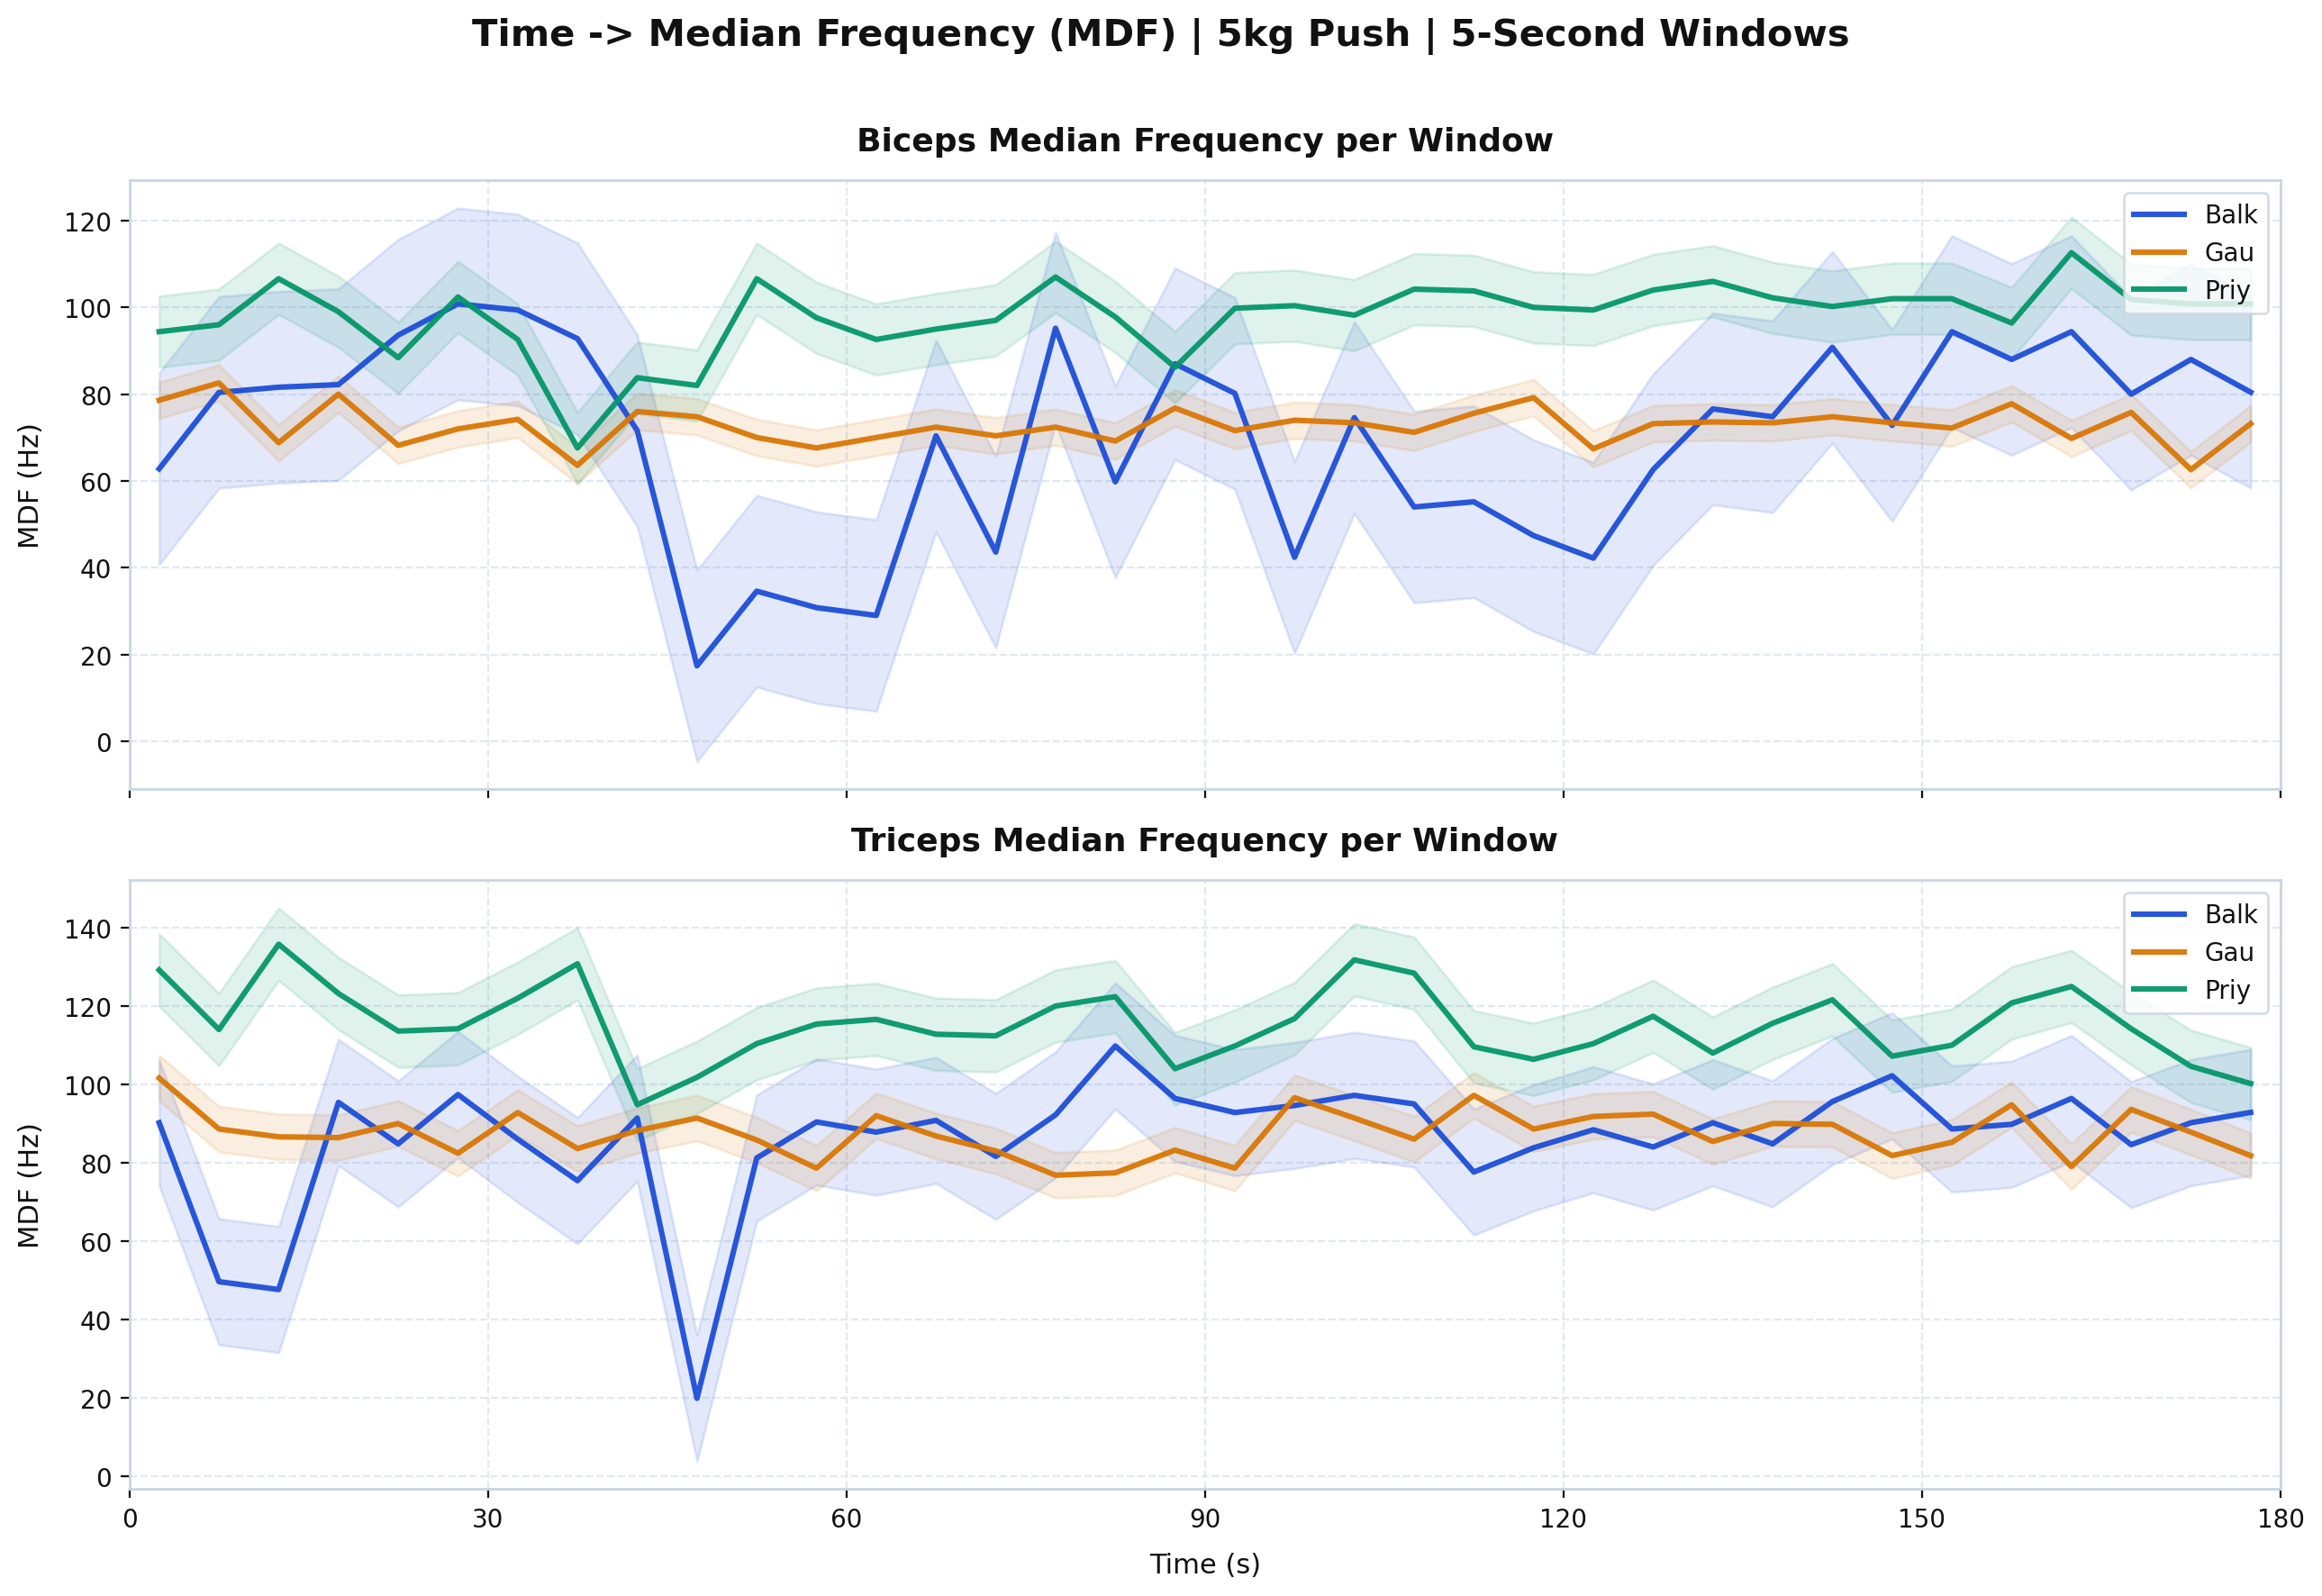 Time -> Median Frequency (MDF) | 5kg Push | 5-Second Windows
Biceps Median Frequency per Window
MDF (Hz)
120
100
80
60
40
20
0
Balk
Gau
Priy
Triceps Median Frequency per Window
MDF (Hz)
140
120
100
80
60
40
20
0
Balk
Gau
Priy
0 30 60 90 120 150 180
Time (s)